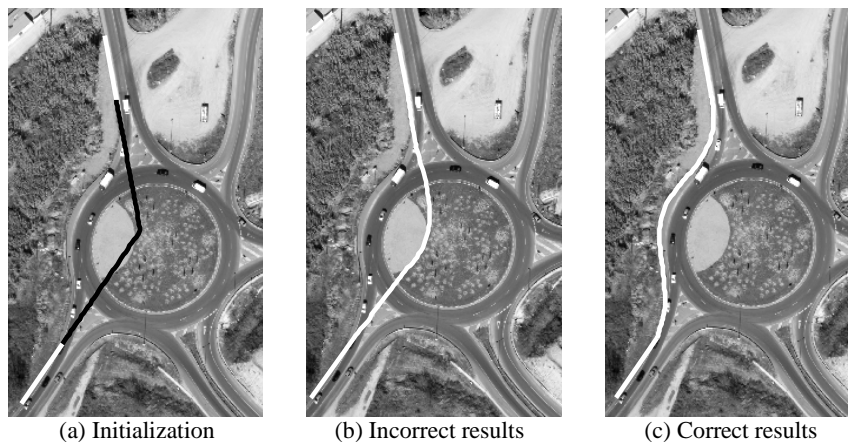 (a) Initialization
(b) Incorrect results
(c) Correct results